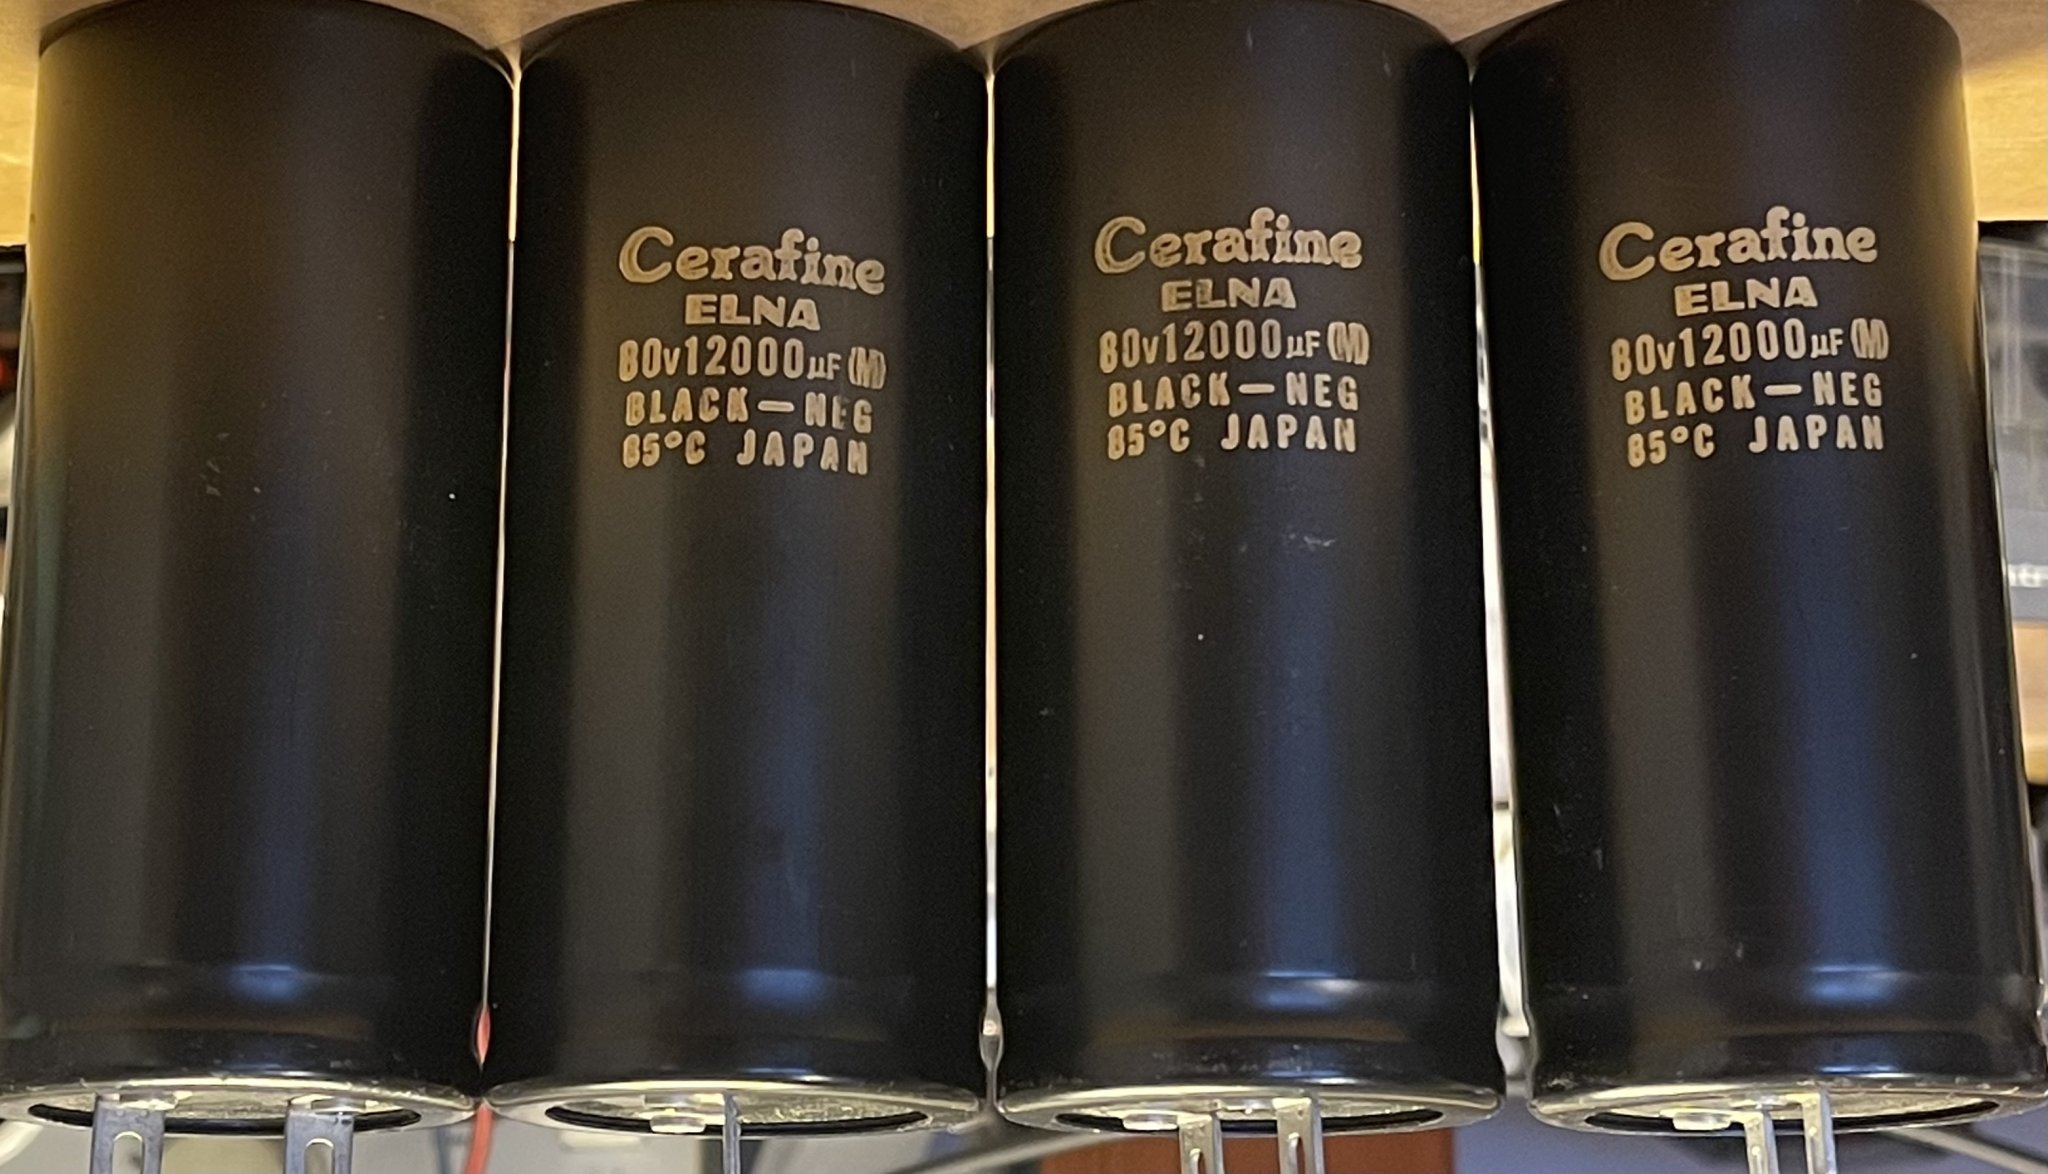 Cerafine
ELNA
80v12000µF(M)
BLACK—NEG
85°C JAPAN
Cerafine
ELNA
80v12000µF(M)
BLACK—NEG
85°C JAPAN
Cerafine
ELNA
80v12000µF(M)
BLACK—NEG
85°C JAPAN